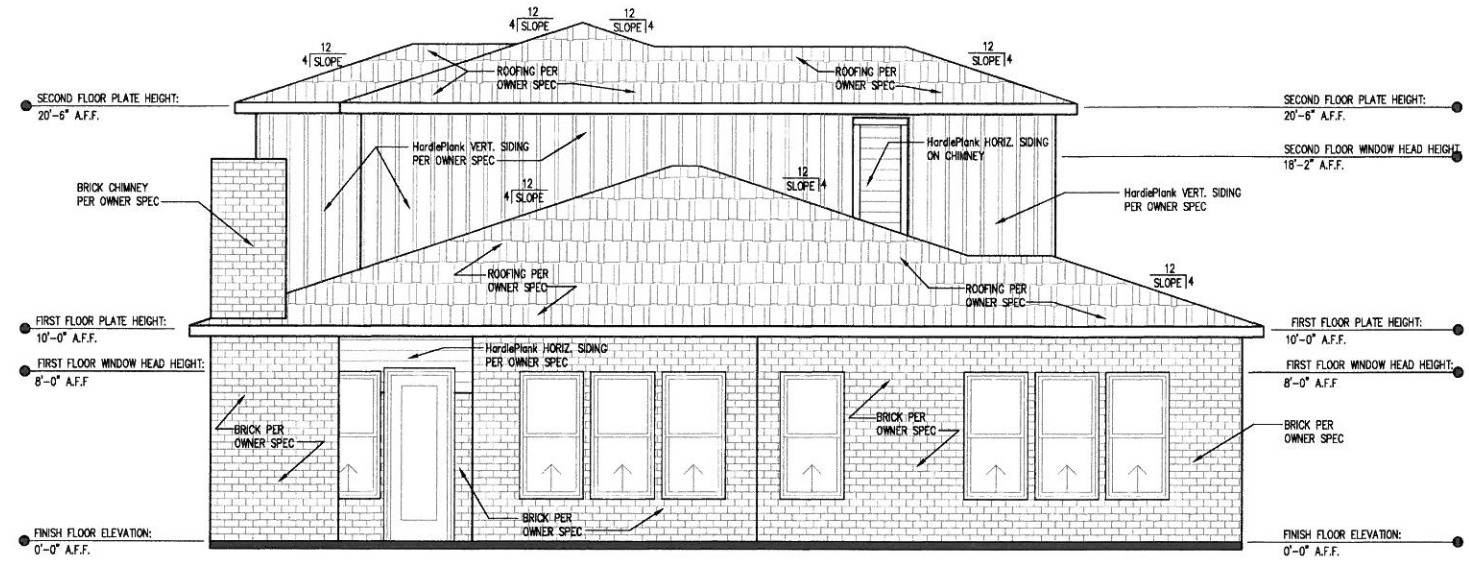 12
4 SLOPE
12
SLOPE 4
12
4 SLOPE
12
SLOPE 4
ROOFING PER
OWNER SPEC
ROOFING PER
OWNER SPEC
SECOND FLOOR PLATE HEIGHT:
20'-6" A.F.F.
SECOND FLOOR PLATE HEIGHT:
20'-6" A.F.F.
HardiePlank VERT. SIDING
PER OWNER SPEC
HardiePlank HORIZ. SIDING
ON CHIMNEY
SECOND FLOOR WINDOW HEAD HEIGHT
18'-2" A.F.F.
BRICK CHIMNEY
PER OWNER SPEC
12
4 SLOPE
12
SLOPE 4
HardiePlank VERT. SIDING
PER OWNER SPEC
ROOFING PER
OWNER SPEC
ROOFING PER
OWNER SPEC
12
SLOPE 4
FIRST FLOOR PLATE HEIGHT:
10'-0" A.F.F.
FIRST FLOOR PLATE HEIGHT:
10'-0" A.F.F.
HardiePlank HORIZ. SIDING
PER OWNER SPEC
FIRST FLOOR WINDOW HEAD HEIGHT:
8'-0" A.F.F
FIRST FLOOR WINDOW HEAD HEIGHT:
8'-0" A.F.F
BRICK PER
OWNER SPEC
BRICK PER
OWNER SPEC
BRICK PER
OWNER SPEC
BRICK PER
OWNER SPEC
FINISH FLOOR ELEVATION:
0'-0" A.F.F.
FINISH FLOOR ELEVATION:
0'-0" A.F.F.